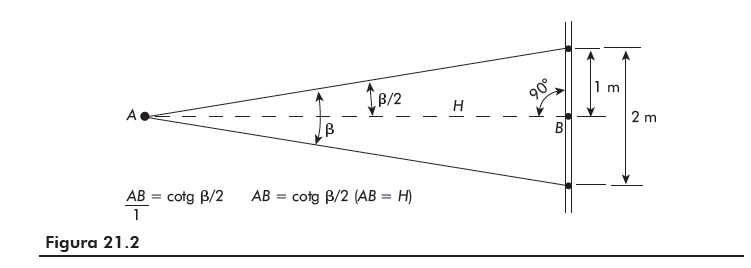 90°
1 m
β/2
H
A
2 m
β
B
AB/1 = cotg β/2 AB = cotg β/2 (AB = H)
Figura 21.2